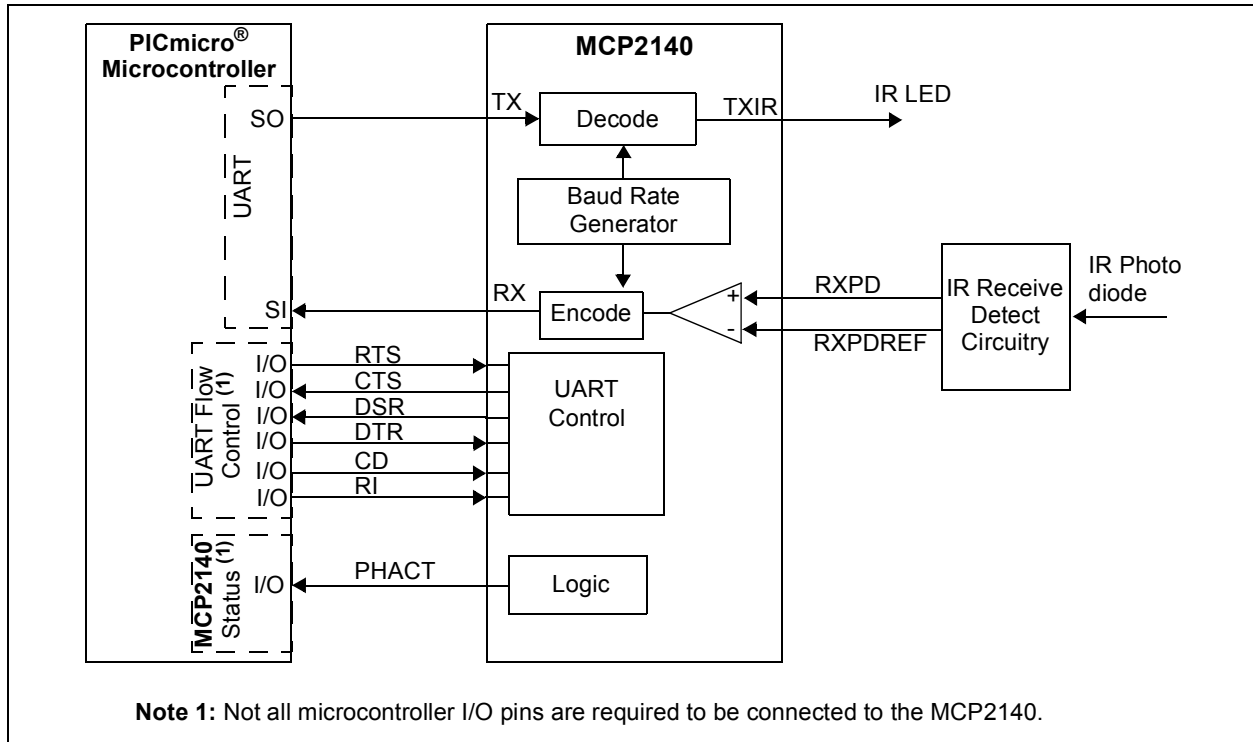 PICmicro®
Microcontroller
MCP2140
UART
SO
TX
Decode
TXIR
IR LED
Baud Rate
Generator
SI
RX
Encode
+
-
RXPD
RXPDREF
IR Receive
Detect
Circuitry
IR Photo
diode
UART Flow
Control (1)
I/O
RTS
I/O
CTS
I/O
DSR
I/O
DTR
I/O
CD
I/O
RI
UART
Control
MCP2140
Status (1)
I/O
PHACT
Logic
Note 1: Not all microcontroller I/O pins are required to be connected to the MCP2140.